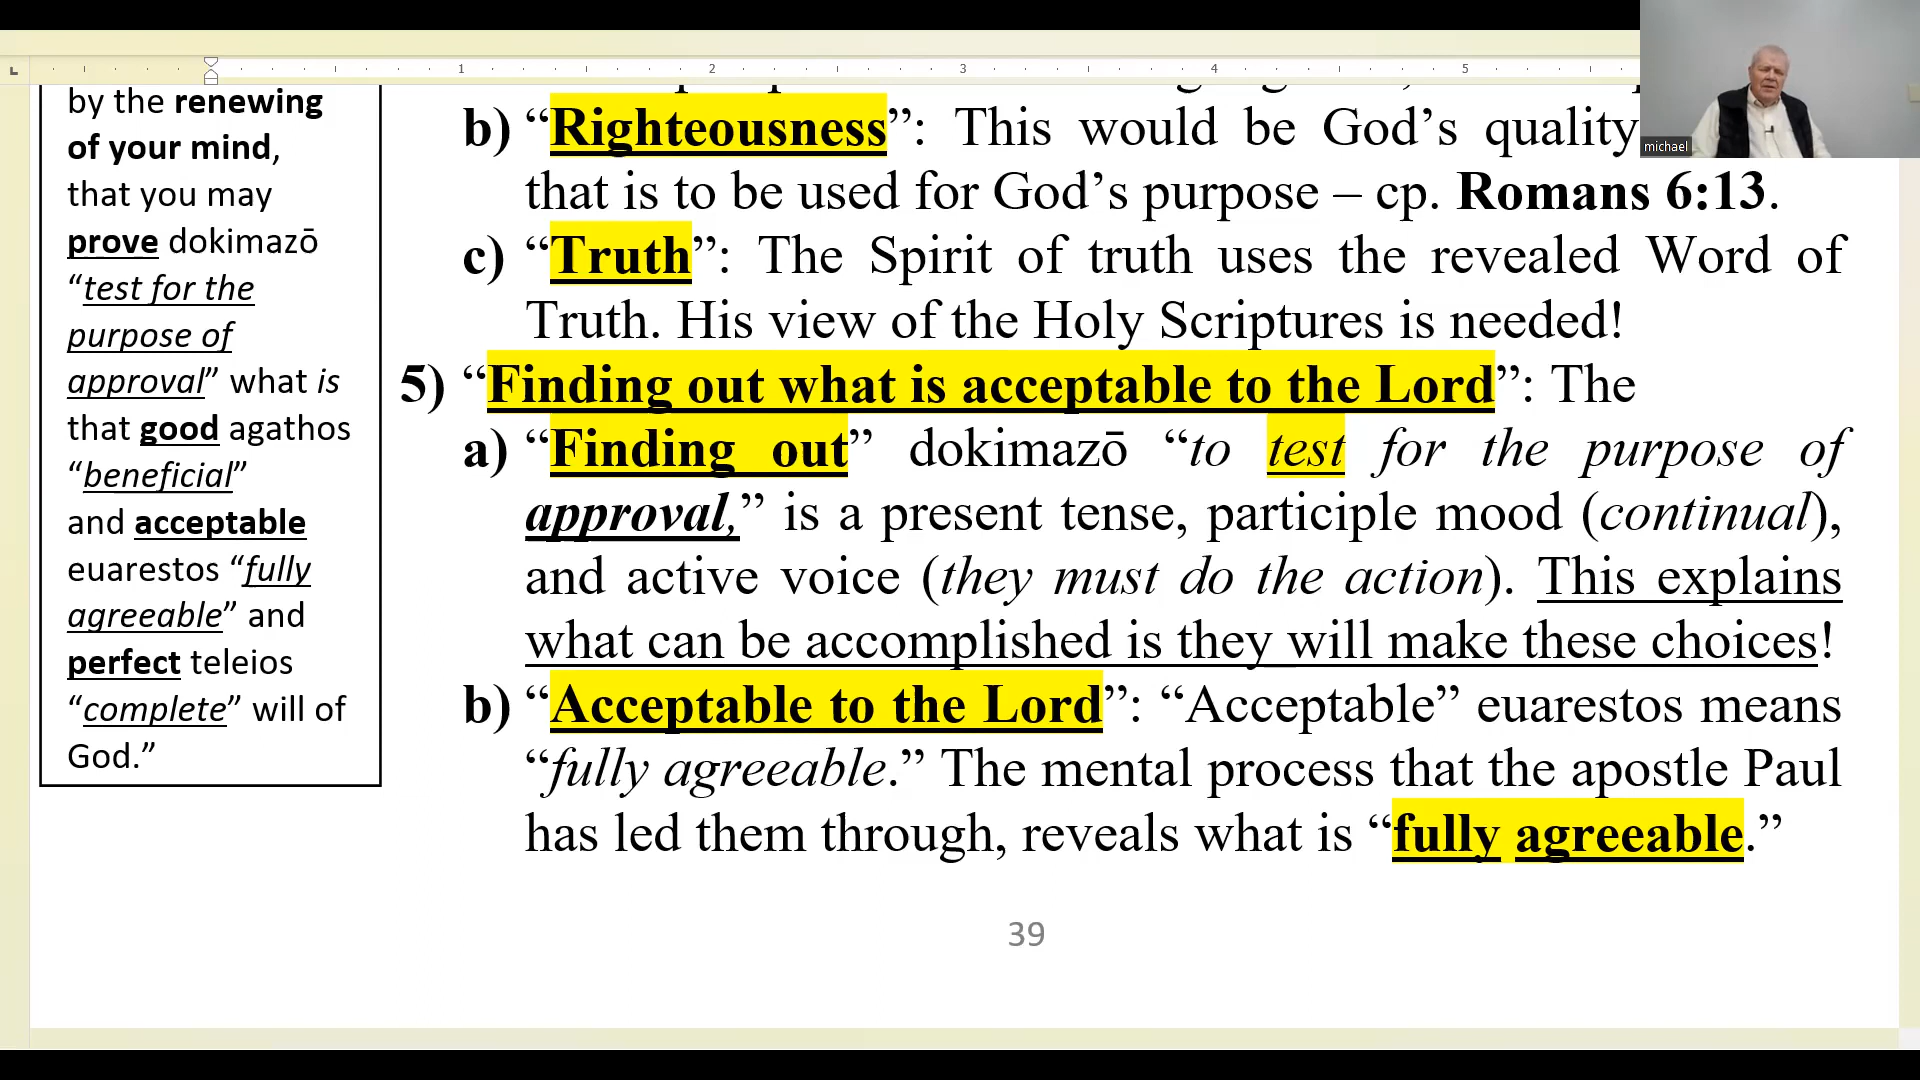 1 2 3 4 5
michael
by the renewing
of your mind,
that you may
prove dokimazō
“test for the
purpose of
approval” what is
that good agathos
“beneficial”
and acceptable
euarestos “fully
agreeable” and
perfect teleios
“complete” will of
God.”
b) “Righteousness”: This would be God’s quality
that is to be used for God’s purpose – cp. Romans 6:13.
c) “Truth”: The Spirit of truth uses the revealed Word of
Truth. His view of the Holy Scriptures is needed!
5) “Finding out what is acceptable to the Lord”: The
a) “Finding out” dokimazō “to test for the purpose of
approval,” is a present tense, participle mood (continual),
and active voice (they must do the action). This explains
what can be accomplished is they will make these choices!
b) “Acceptable to the Lord”: “Acceptable” euarestos means
“fully agreeable.” The mental process that the apostle Paul
has led them through, reveals what is “fully agreeable.”
39